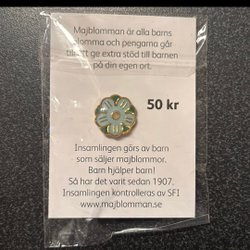 Majblomman är alla barns
blomma och pengarna går
till att ge extra stöd till barnen
på din egen ort.
50 kr
Insamlingen görs av barn
som säljer majblommor.
Barn hjälper barn!
Så har det varit sedan 1907.
Insamlingen kontrolleras av SFI
www.majblomman.se